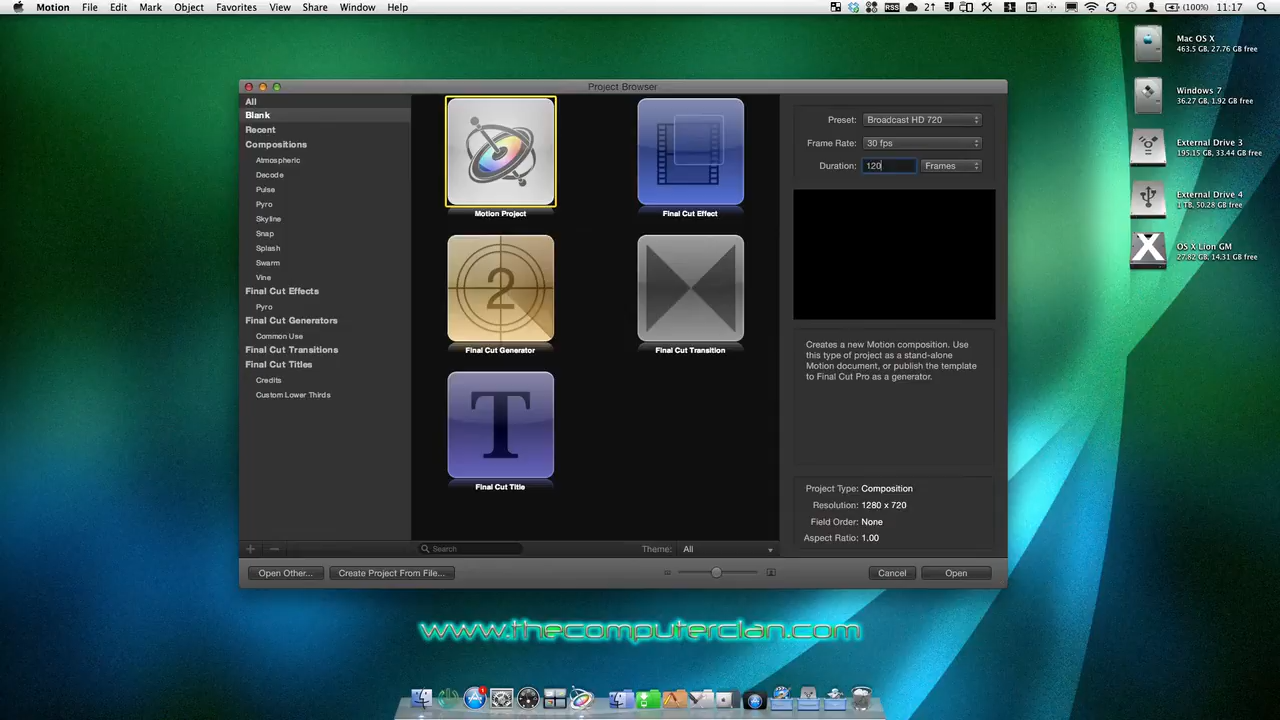 Motion File Edit Mark Object Favorites View Share Window Help
RSS 2↑ 1 (100%) 11:17
Project Browser
All
Blank
Recent
Compositions
Atmospheric
Decode
Pulse
Pyro
Skyline
Snap
Splash
Swarm
Vine
Final Cut Effects
Pyro
Final Cut Generators
Common Use
Final Cut Transitions
Final Cut Titles
Credits
Custom Lower Thirds
Motion Project
Final Cut Effect
2
Final Cut Generator
Final Cut Transition
T
Final Cut Title
Search
Theme: All
Preset: Broadcast HD 720
Frame Rate: 30 fps
Duration: 120 Frames
Creates a new Motion composition. Use
this type of project as a stand-alone
Motion document, or publish the template
to Final Cut Pro as a generator.
Project Type: Composition
Resolution: 1280 x 720
Field Order: None
Aspect Ratio: 1.00
Open Other...
Create Project From File...
Cancel
Open
Mac OS X
463.5 GB, 27.76 GB free
Windows 7
36.27 GB, 1.92 GB free
External Drive 3
195.15 GB, 33.44 GB free
External Drive 4
1 TB, 50.28 GB free
X
OS X Lion GM
27.82 GB, 14.31 GB free
www.thecomputerclan.com